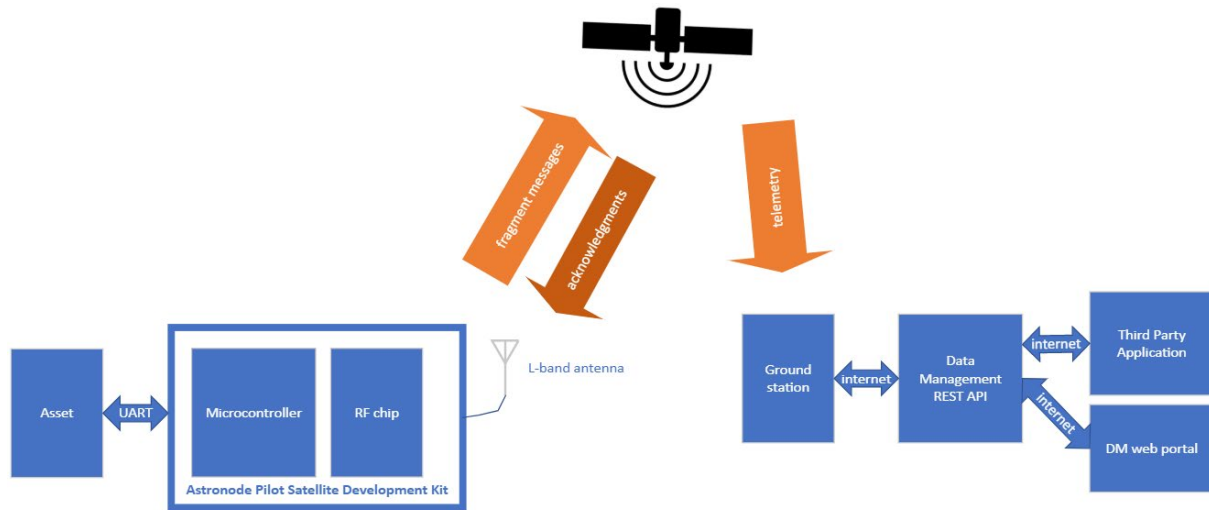 fragment messages
acknowledgments
telemetry
L-band antenna
Asset
UART
Microcontroller
RF chip
Astronode Pilot Satellite Development Kit
Ground
station
internet
Data
Management
REST API
internet
internet
Third Party
Application
DM web portal